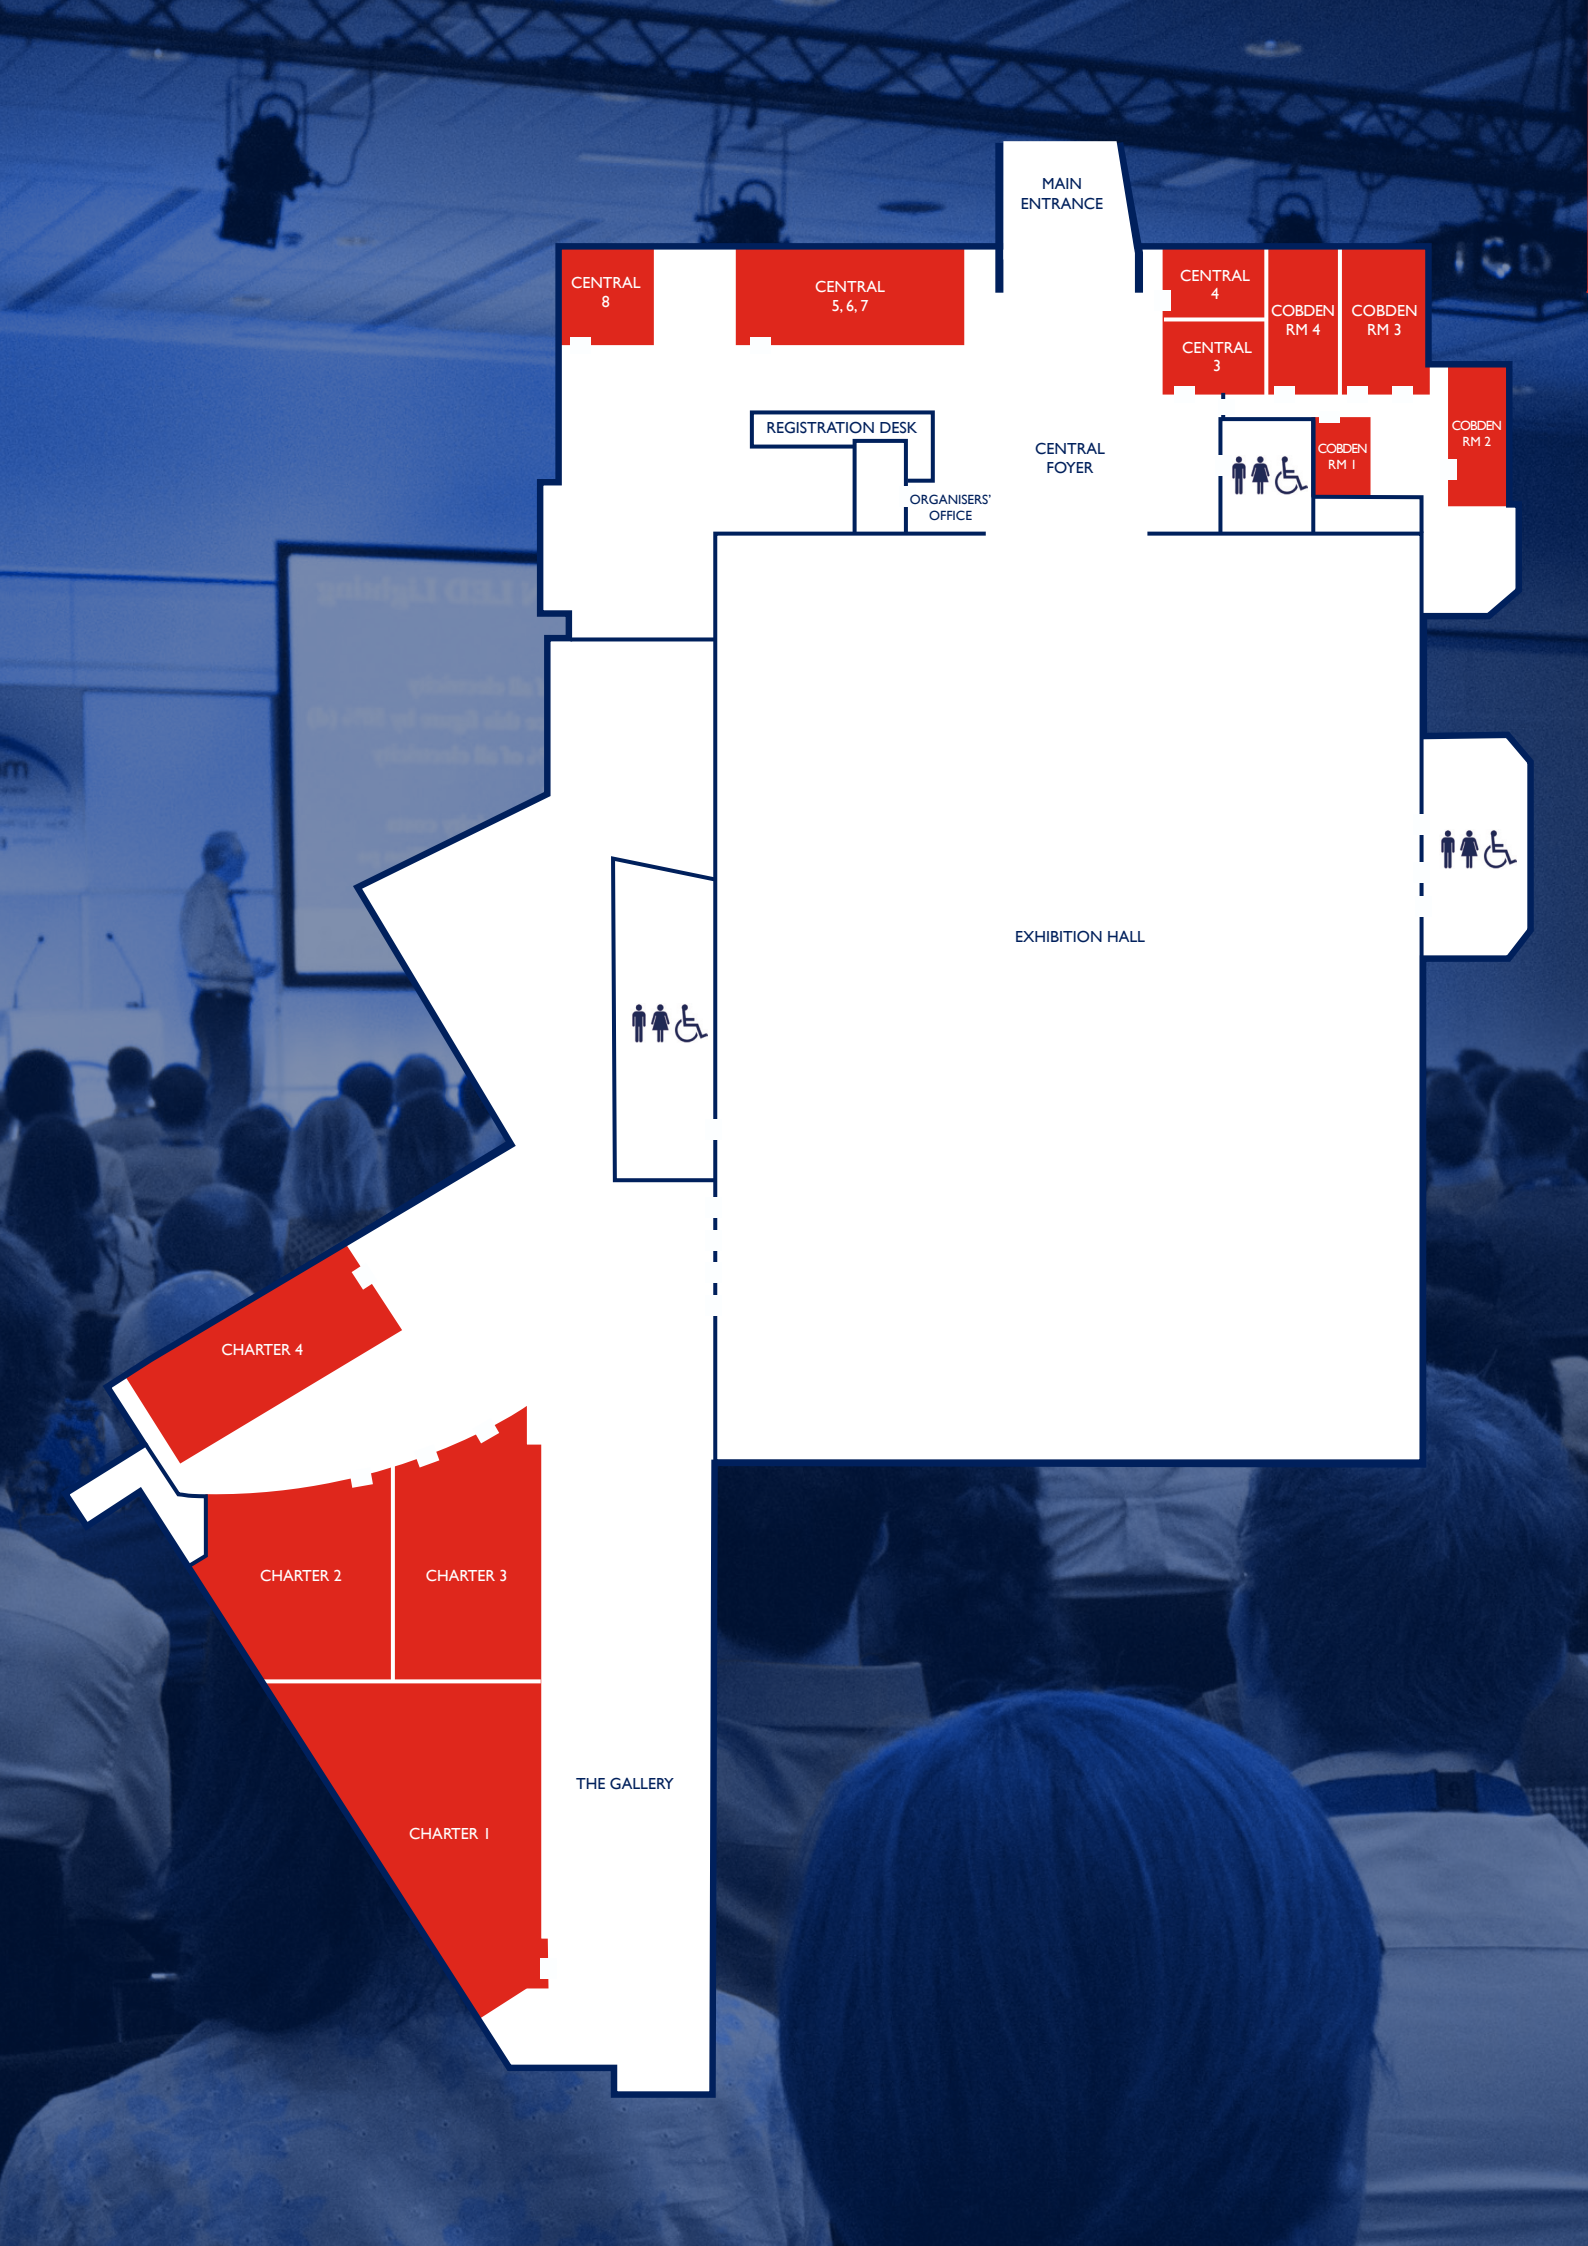 MAIN
ENTRANCE
CENTRAL
8
CENTRAL
5, 6, 7
CENTRAL
4
CENTRAL
3
COBDEN
RM 4
COBDEN
RM 3
COBDEN
RM 2
COBDEN
RM 1
REGISTRATION DESK
CENTRAL
FOYER
ORGANISERS'
OFFICE
EXHIBITION HALL
CHARTER 4
CHARTER 2
CHARTER 3
THE GALLERY
CHARTER 1